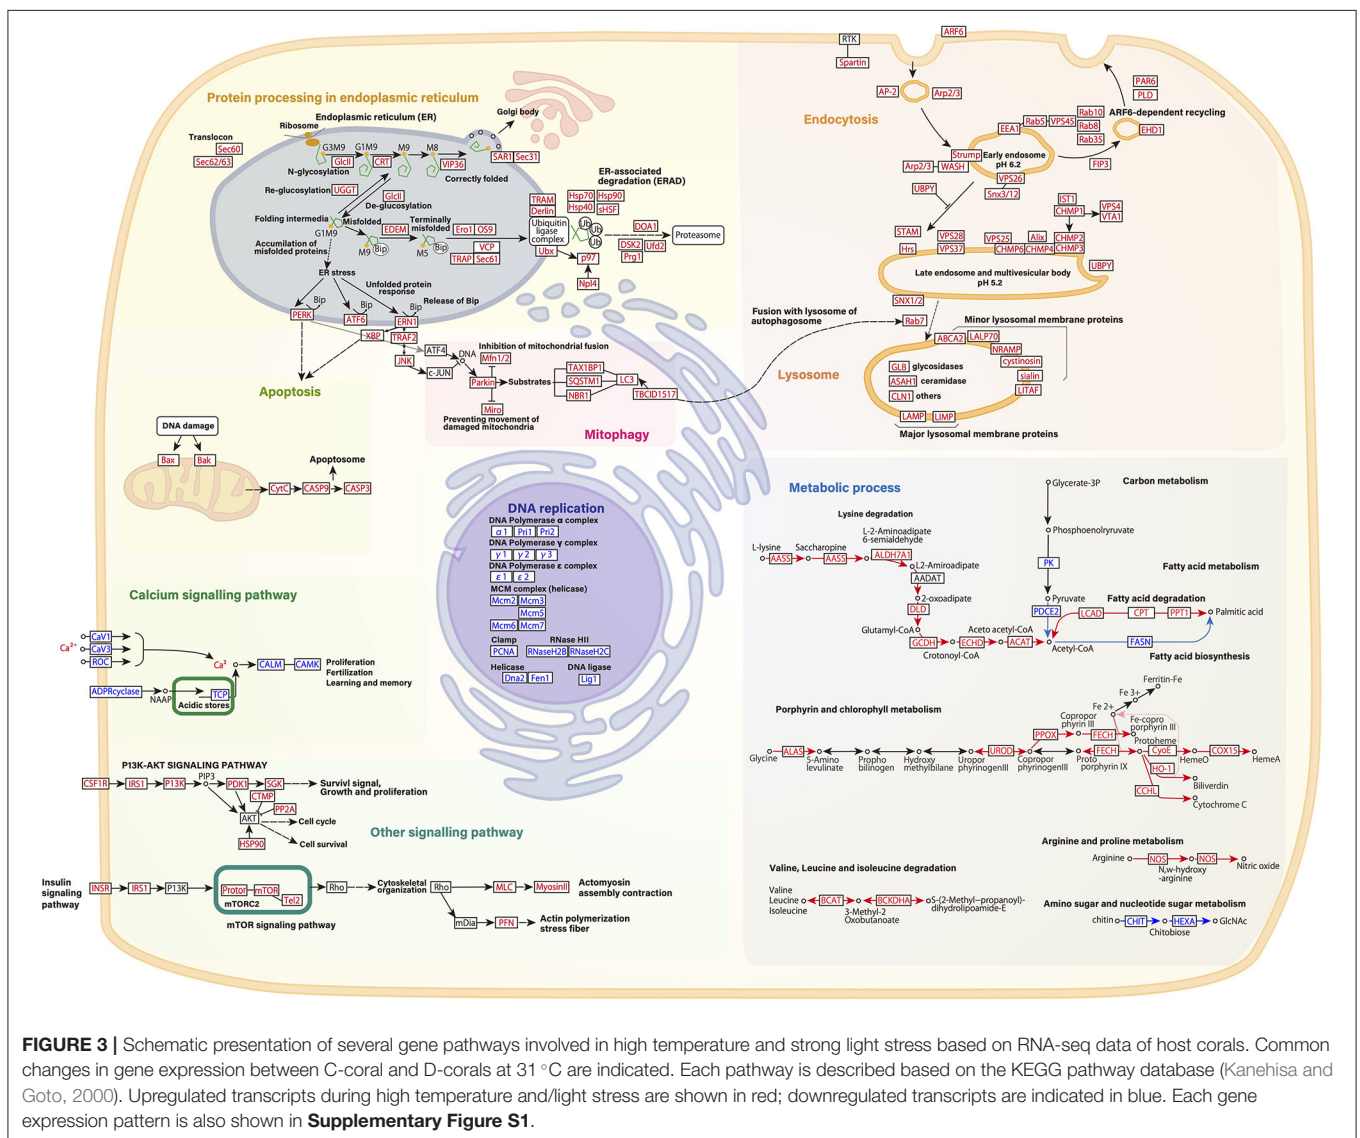 Protein processing in endoplasmic reticulum
Endoplasmic reticulum (ER)
Ribosome
Golgi body
Translocon
Sec60
Sec62/63
G3M9
G1M9
M9
M8
GlcII
CRT
VIP36
SAR1
Sec31
N-glycosylation
Correctly folded
Re-glucosylation
UGGT
GlcII
De-glucosylation
ER-associated
degradation (ERAD)
TRAM
Derlin
Hsp70
Hsp90
Hsp40
sHSF
Folding intermedia
Misfolded
Terminally
misfolded
G1M9
EDEM
Ero1
OS9
Ubiquitin
ligase
complex
Ub
Ub
Ub
DOA1
Proteasome
Accumilation of
misfolded proteins
M9
Bip
M5
Bip
VCP
TRAP
Sec61
Ubx
p97
DSK2
Ufd2
Prg1
Npl4
ER stress
Unfolded protein
response
Bip
Bip
Bip
Release of Bip
PERK
ATF6
ERN1
XBP
TRAF2
ATF4
JNK
c-JUN
DNA
Inhibition of mitochondrial fusion
Mfn1/2
Parkin
Substrates
TAX1BP1
SQSTM1
NBR1
LC3
TBCID1517
Miro
Preventing movement of
damaged mitochondria
Mitophagy
Apoptosis
DNA damage
Bax
Bak
Apoptosome
CytC
CASP9
CASP3
RTK
Spartin
ARF6
AP-2
Arp2/3
Endocytosis
PAR6
PLD
ARF6-dependent recycling
EHD1
Rab10
Rab5
VPS45
Rab8
Rab35
EEA1
Strump
Early endosome
pH 6.2
Arp2/3
WASH
VPS26
Snx3/12
FIP3
UBPY
IST1
CHMP1
VPS4
VTA1
STAM
Hrs
VPS28
VPS37
VPS25
CHMP6
Alix
CHMP4
CHMP2
CHMP3
UBPY
Late endosome and multivesicular body
pH 5.2
SNX1/2
Fusion with lysosome of
autophagosome
Rab7
Minor lysosomal membrane proteins
ABCA2
LALP70
NRAMP
cystinosin
sialin
LITAF
Lysosome
GLB
glycosidases
ASAH1
ceramidase
CLN1
others
LAMP
LIMP
Major lysosomal membrane proteins
DNA replication
DNA Polymerase α complex
α 1
Pri1
Pri2
DNA Polymerase γ complex
γ 1
γ 2
γ 3
DNA Polymerase ε complex
ε 1
ε 2
MCM complex (helicase)
Mcm2
Mcm3
Mcm5
Mcm6
Mcm7
Clamp
RNase HII
PCNA
RNaseH2B
RNaseH2C
Helicase
DNA ligase
Dna2
Fen1
Lig1
Metabolic process
Carbon metabolism
Glycerate-3P
Phosphoenolryruvate
PK
Pyruvate
PDCE2
Lysine degradation
L-lysine
AASS
Saccharopine
AASS
L-2-Aminoadipate
6-semialdehyde
ALDH7A1
L2-Amiroadipate
AADAT
2-oxoadipate
DLD
Glutamyl-CoA
GCDH
Crotonoyl-CoA
ECHD
Aceto acetyl-CoA
ACAT
Acetyl-CoA
Fatty acid metabolism
Fatty acid degradation
LCAD
CPT
PPT1
Palmitic acid
FASN
Fatty acid biosynthesis
Porphyrin and chlorophyll metabolism
Glycine
ALAS
5-Amino
levulinate
Propho
bilinogen
Hydroxy
methylbilane
Uropor
phyrinogenIII
UROD
Copropor
phyrinogenIII
PPOX
Copropor
phyrin III
FECH
Proto
porphyrin IX
FECH
Fe 2+
Fe 3+
Ferritin-Fe
Fe-copro
porphyrin III
Protoheme
CyoE
HemeO
COX15
HemeA
HO-1
Biliverdin
CCHL
Cytochrome C
Arginine and proline metabolism
Arginine
NOS
NOS
N,w-hydroxy
-arginine
Nitric oxide
Valine, Leucine and isoleucine degradation
Valine
Leucine
Isoleucine
BCAT
3-Methyl-2
Oxobutanoate
BCKDHA
S-(2-Methyl--propanoyl)-
dihydrolipoamide-E
Amino sugar and nucleotide sugar metabolism
chitin
CHIT
Chitobiose
HEXA
GlcNAc
Calcium signalling pathway
Ca²⁺
CaV1
CaV3
ROC
Ca²
CALM
CAMK
Proliferation
Fertilization
Learning and memory
ADPRcyclase
NAAP
TCP
Acidic stores
P13K-AKT SIGNALING PATHWAY
CSF1R
IRS1
P13K
PIP3
PDK1
SGK
Survivl signal,
Growth and proliferation
CTMP
PP2A
AKT
Cell cycle
HSP90
Cell survival
Other signalling pathway
Insulin
signaling
pathway
INSR
IRS1
P13K
Protor
mTOR
Tel2
mTORC2
mTOR signaling pathway
Rho
Cytoskeletal
organization
Rho
MLC
MyosinII
Actomyosin
assembly contraction
mDia
PFN
Actin polymerization
stress fiber
FIGURE 3 | Schematic presentation of several gene pathways involved in high temperature and strong light stress based on RNA-seq data of host corals. Common
changes in gene expression between C-coral and D-corals at 31 °C are indicated. Each pathway is described based on the KEGG pathway database (Kanehisa and
Goto, 2000). Upregulated transcripts during high temperature and/light stress are shown in red; downregulated transcripts are indicated in blue. Each gene
expression pattern is also shown in Supplementary Figure S1.